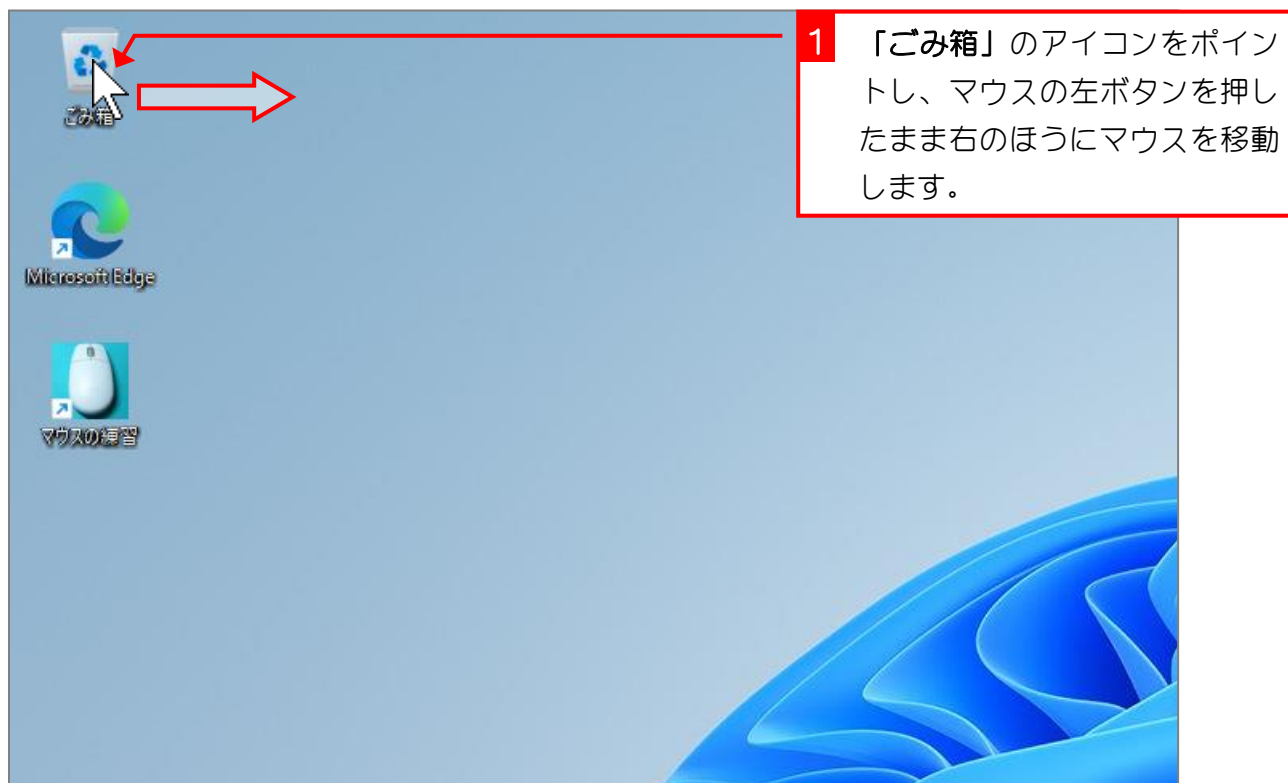 1 「ごみ箱」のアイコンをポイン
トし、マウスの左ボタンを押し
たまま右のほうにマウスを移動
します。
ごみ箱
Microsoft Edge
マウスの練習